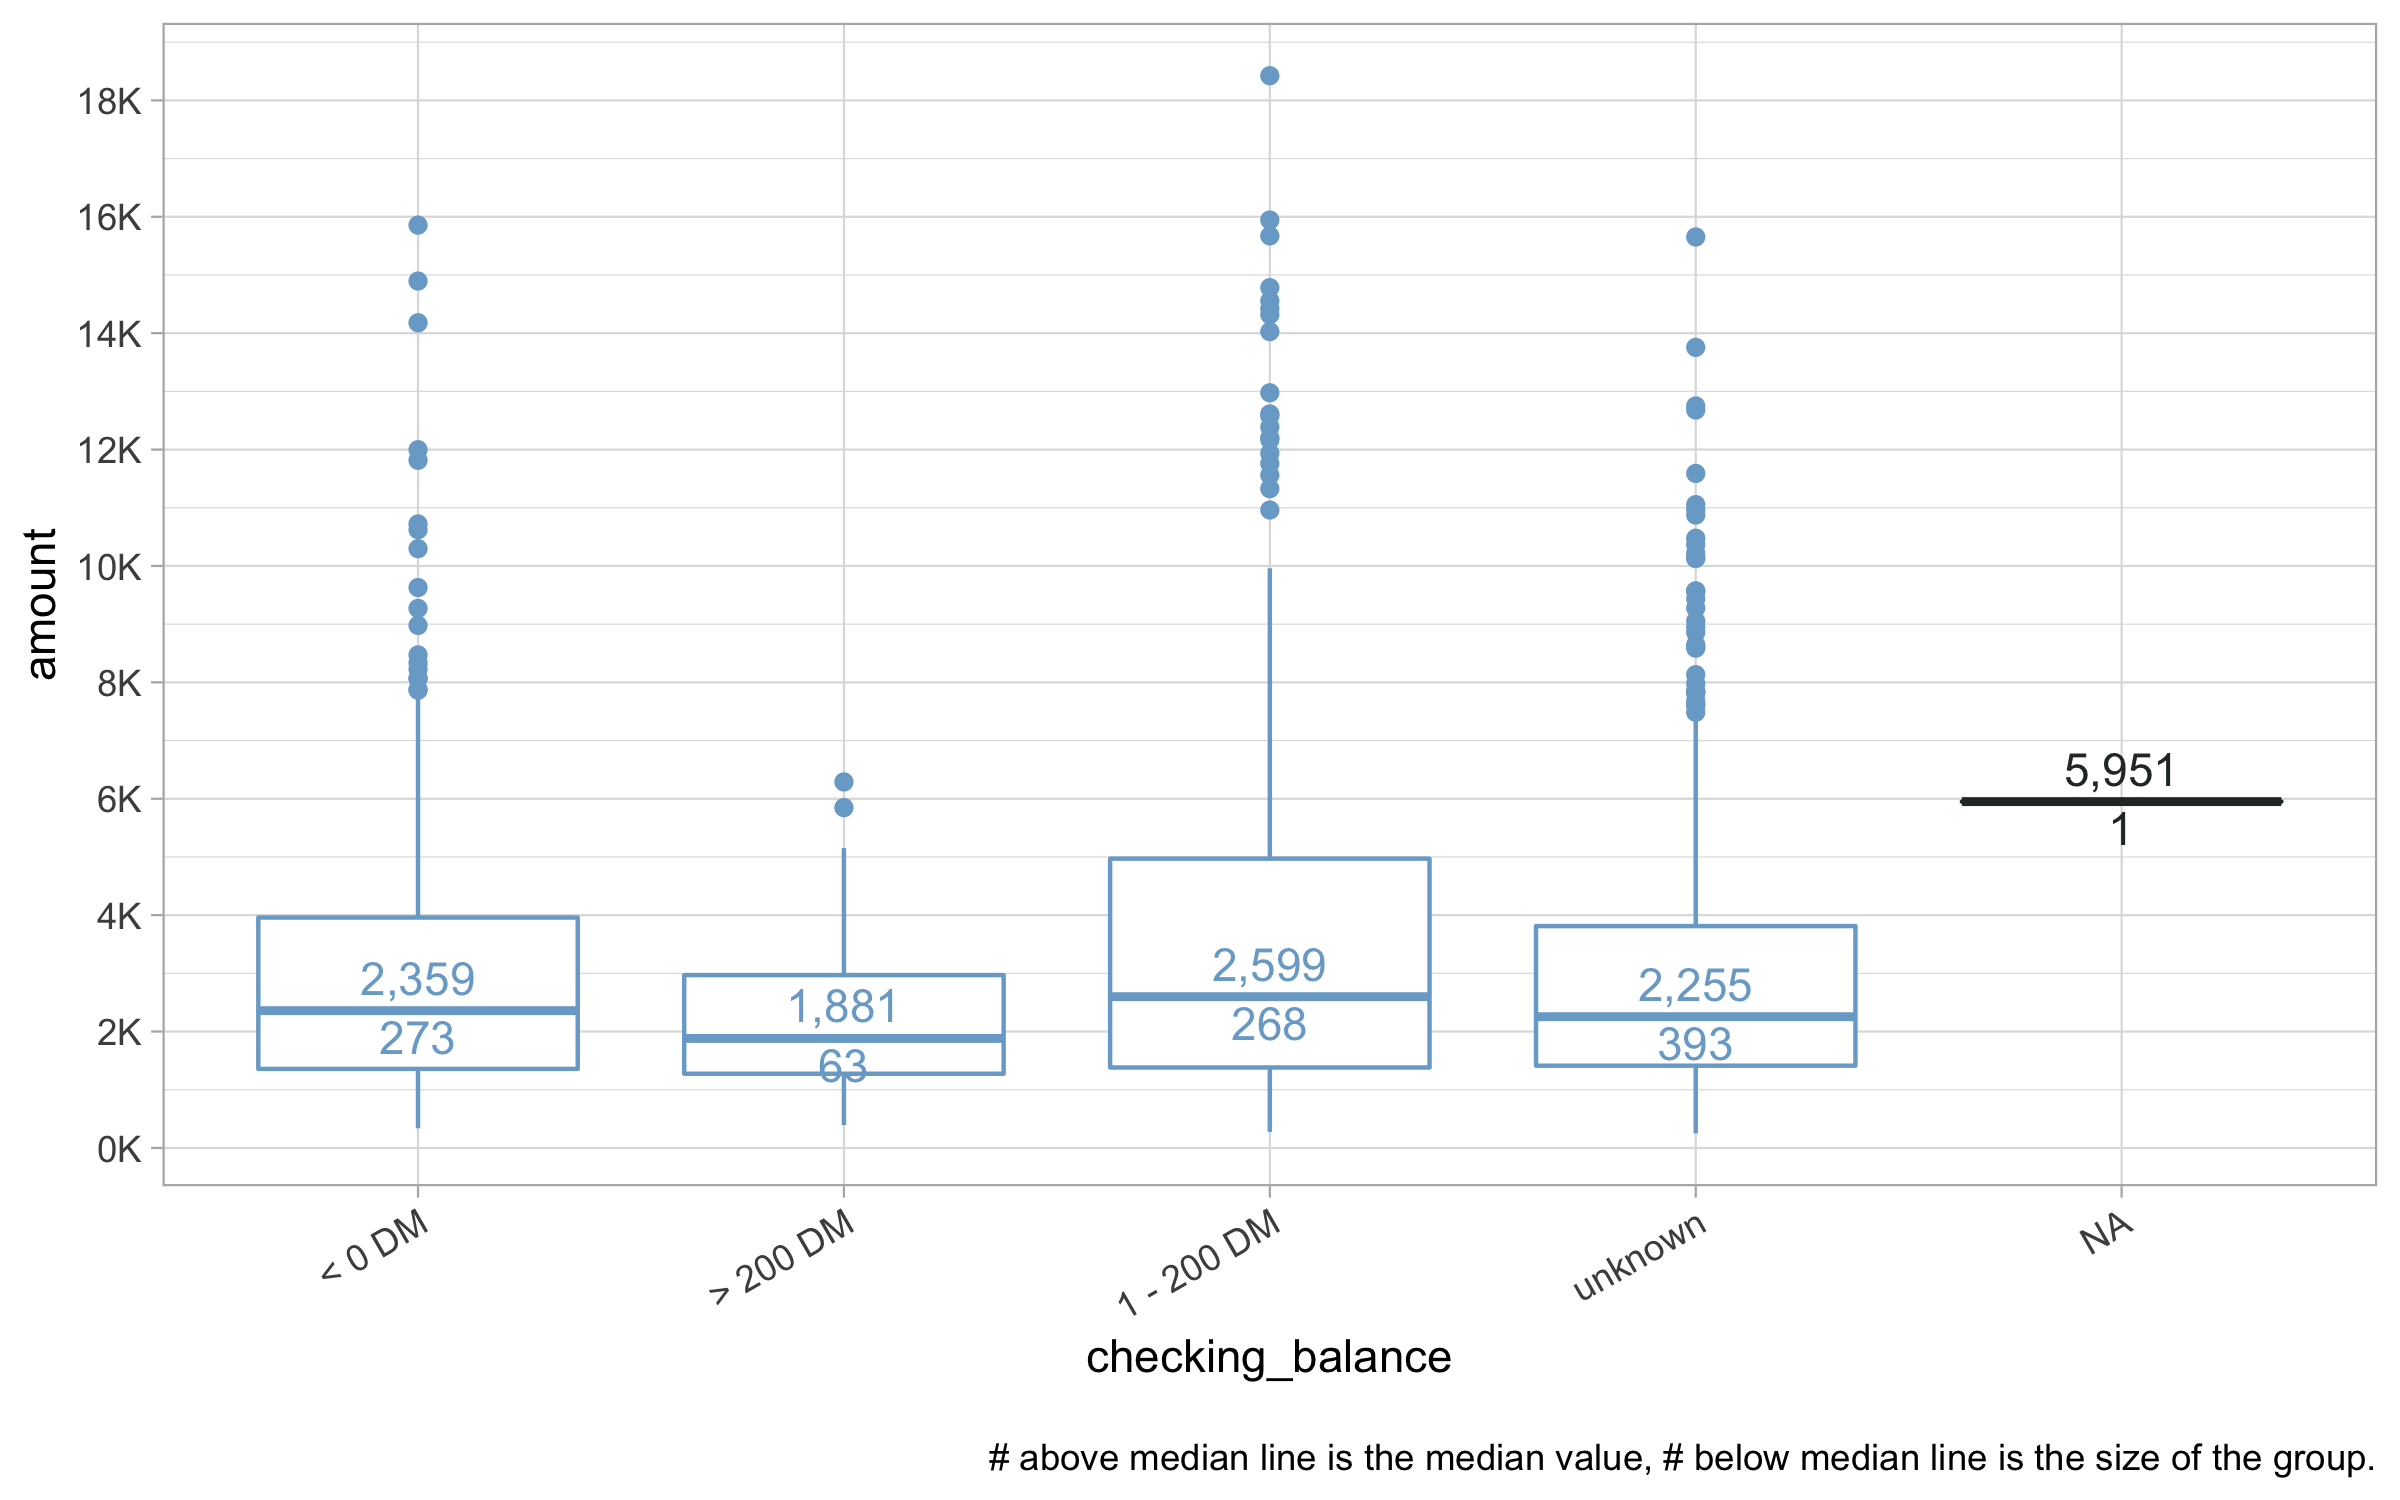 18K
16K
14K
12K
10K
8K
6K
4K
2K
0K
amount
2,359
273
1,881
63
2,599
268
2,255
393
5,951
1
< 0 DM
> 200 DM
1 - 200 DM
unknown
NA
checking_balance
# above median line is the median value, # below median line is the size of the group.